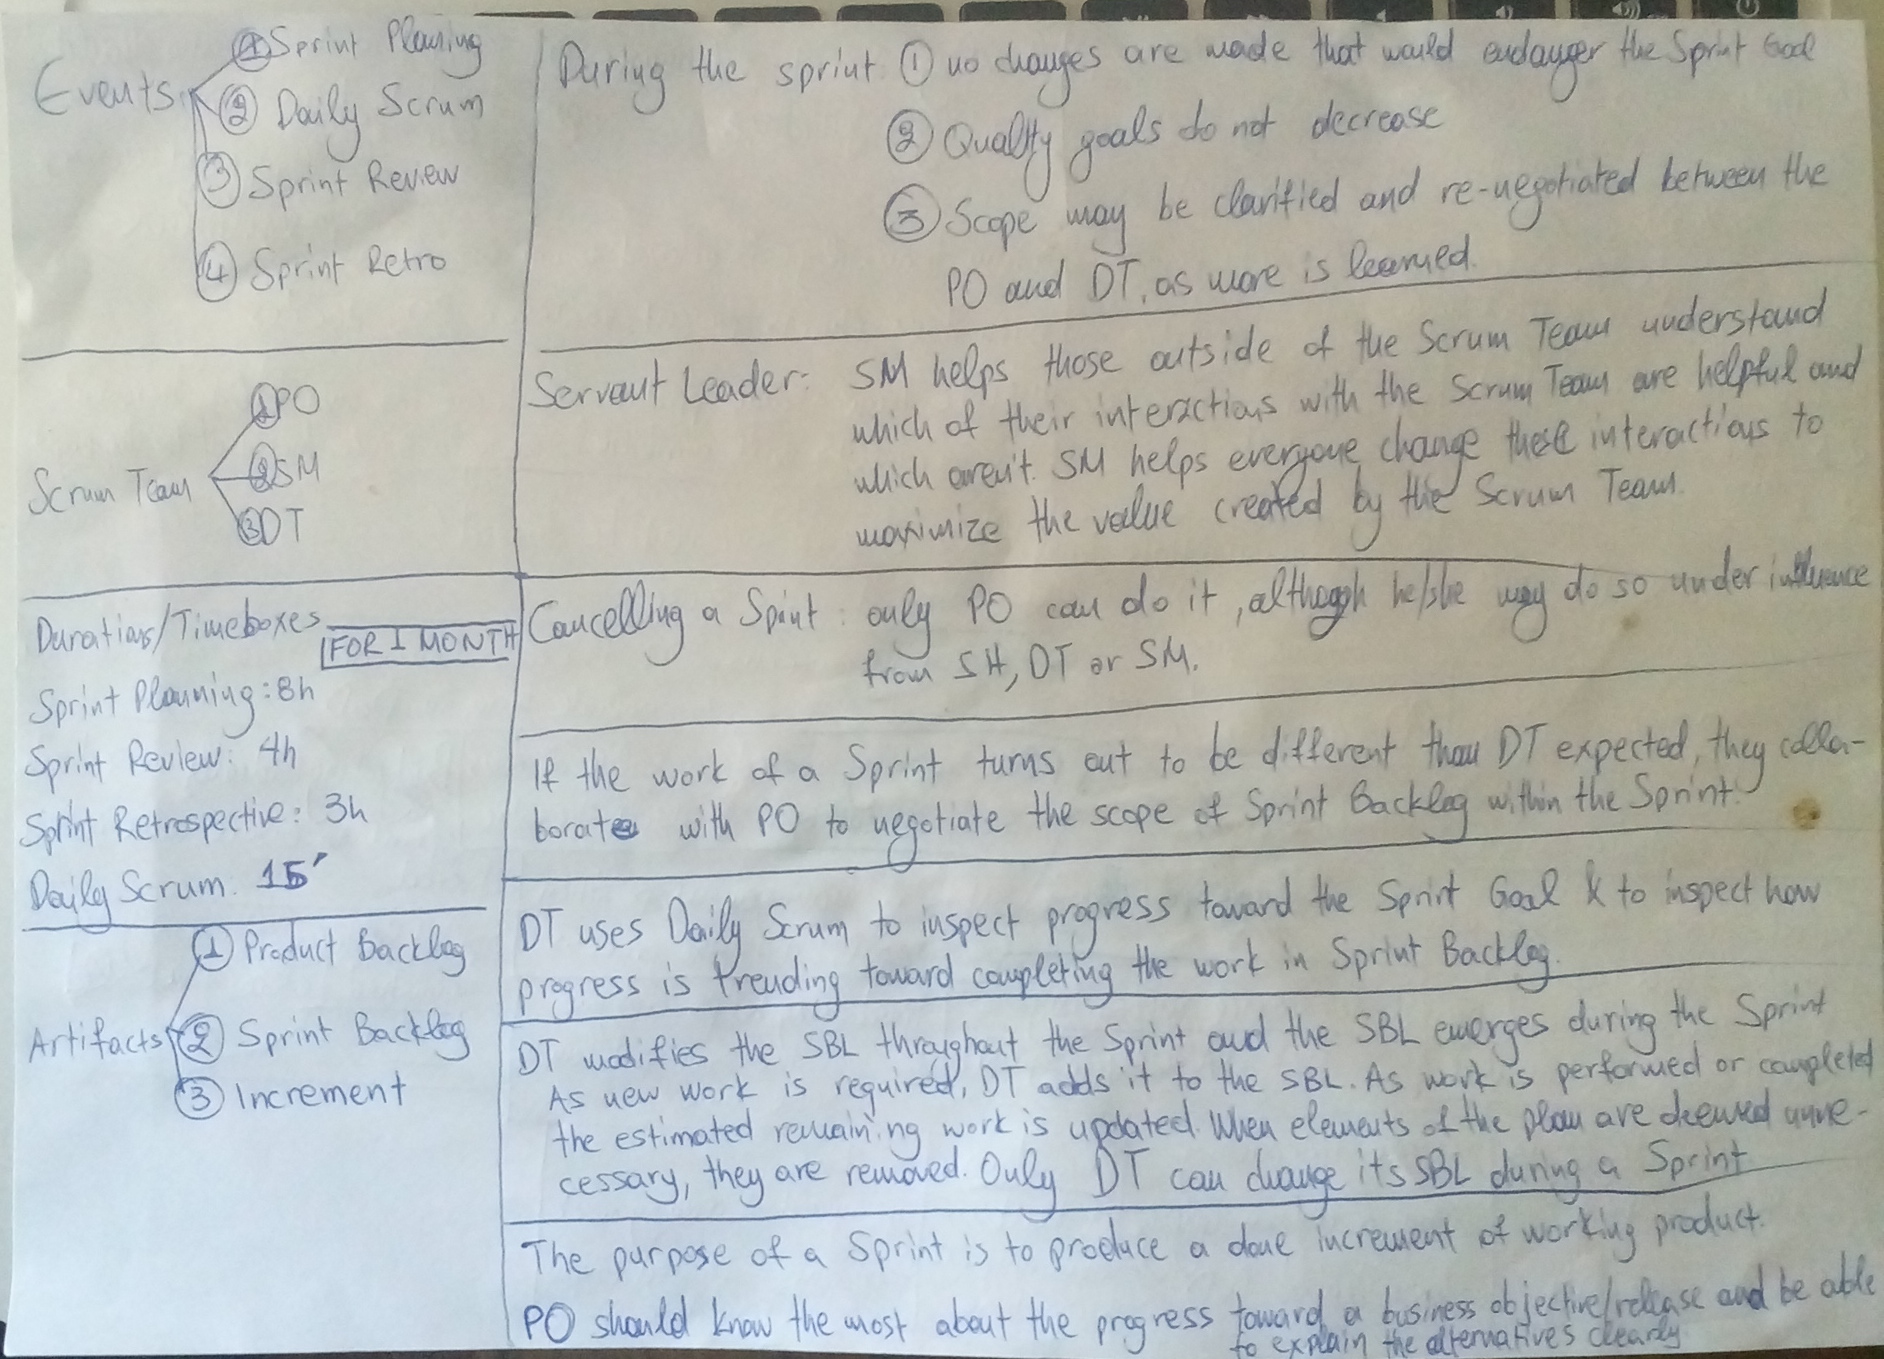 Events
① Sprint Planing
② Daily Scrum
③ Sprint Review
④ Sprint Retro
Scrum Team
① PO
② SM
③ DT
Durations/Timeboxes
FOR 1 MONTH
Sprint Planning: 8h
Sprint Review: 4h
Sprint Retrospective: 3h
Daily Scrum: 15'
Artifacts
① Product Backlog
② Sprint Backlog
③ Increment
During the sprint ① no changes are made that would endanger the Sprint Goal
② Quality goals do not decrease
③ Scope may be clarified and re-negotiated between the
PO and DT, as more is learned.
Servant Leader: SM helps those outside of the Scrum Team understand
which of their interactions with the Scrum Team are helpful and
which aren't. SM helps everyone change these interactions to
maximize the value created by the Scrum Team.
Cancelling a Sprint: only PO can do it, although he/she may do so under influence
from SH, DT or SM.
If the work of a Sprint turns out to be different than DT expected, they colla-
borate with PO to negotiate the scope of Sprint Backlog within the Sprint.
DT uses Daily Scrum to inspect progress toward the Sprint Goal & to inspect how
progress is trending toward completing the work in Sprint Backlog.
DT modifies the SBL throughout the Sprint and the SBL emerges during the Sprint
As new work is required, DT adds it to the SBL. As work is performed or completed
the estimated remaining work is updated. When elements of the plan are deemed unne-
cessary, they are removed. Only DT can change its SBL during a Sprint
The purpose of a Sprint is to produce a done increment of working product.
PO should know the most about the progress toward a business objective/release and be able
to explain the alternatives clearly